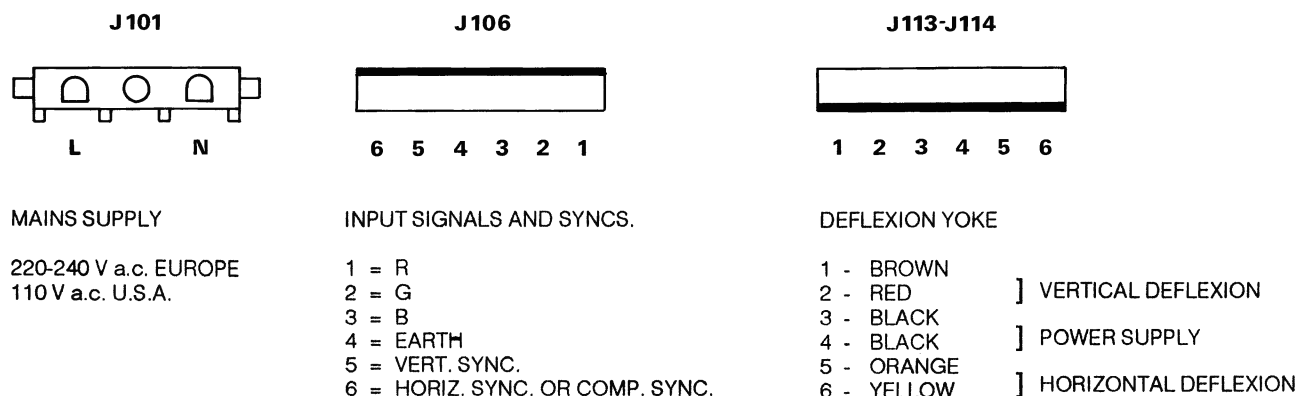 J101
L N
MAINS SUPPLY
220-240 V a.c. EUROPE
110 V a.c. U.S.A.
J106
6 5 4 3 2 1
INPUT SIGNALS AND SYNCS.
1 = R
2 = G
3 = B
4 = EARTH
5 = VERT. SYNC.
6 = HORIZ. SYNC. OR COMP. SYNC.
J113-J114
1 2 3 4 5 6
DEFLEXION YOKE
1 - BROWN
2 - RED ] VERTICAL DEFLEXION
3 - BLACK
4 - BLACK ] POWER SUPPLY
5 - ORANGE
6 - YELLOW ] HORIZONTAL DEFLEXION